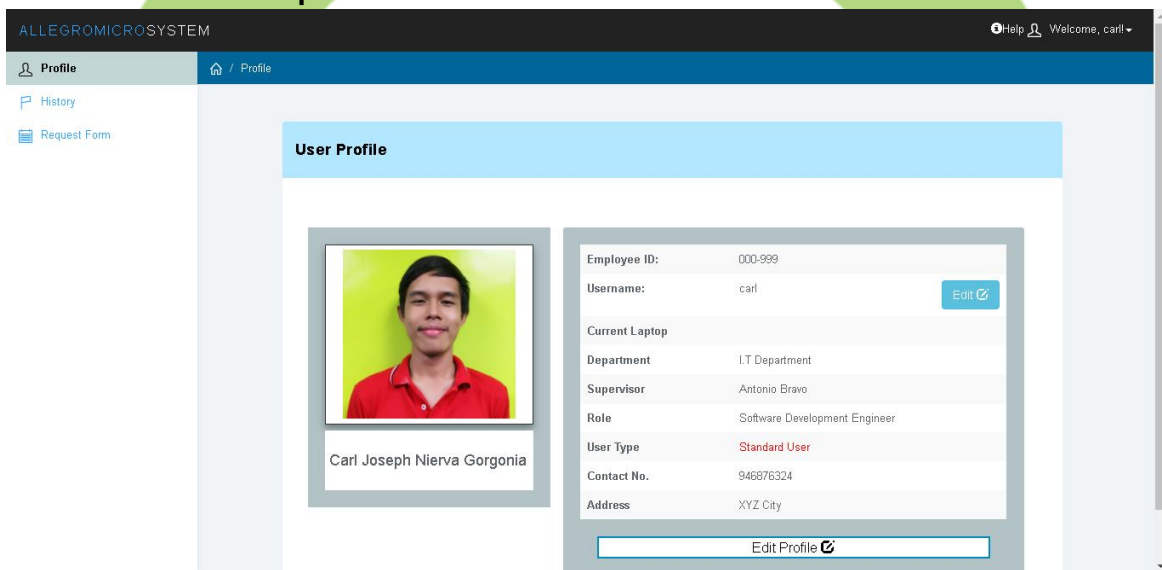 ALLEGROMICROSYSTEM
Help Welcome, carl!
Profile
/ Profile
History
Request Form
User Profile
Employee ID: 000-999
Username: carl
Edit
Current Laptop
Department I.T Department
Supervisor Antonio Bravo
Role Software Development Engineer
User Type Standard User
Contact No. 946876324
Address XYZ City
Carl Joseph Nierva Gorgonia
Edit Profile